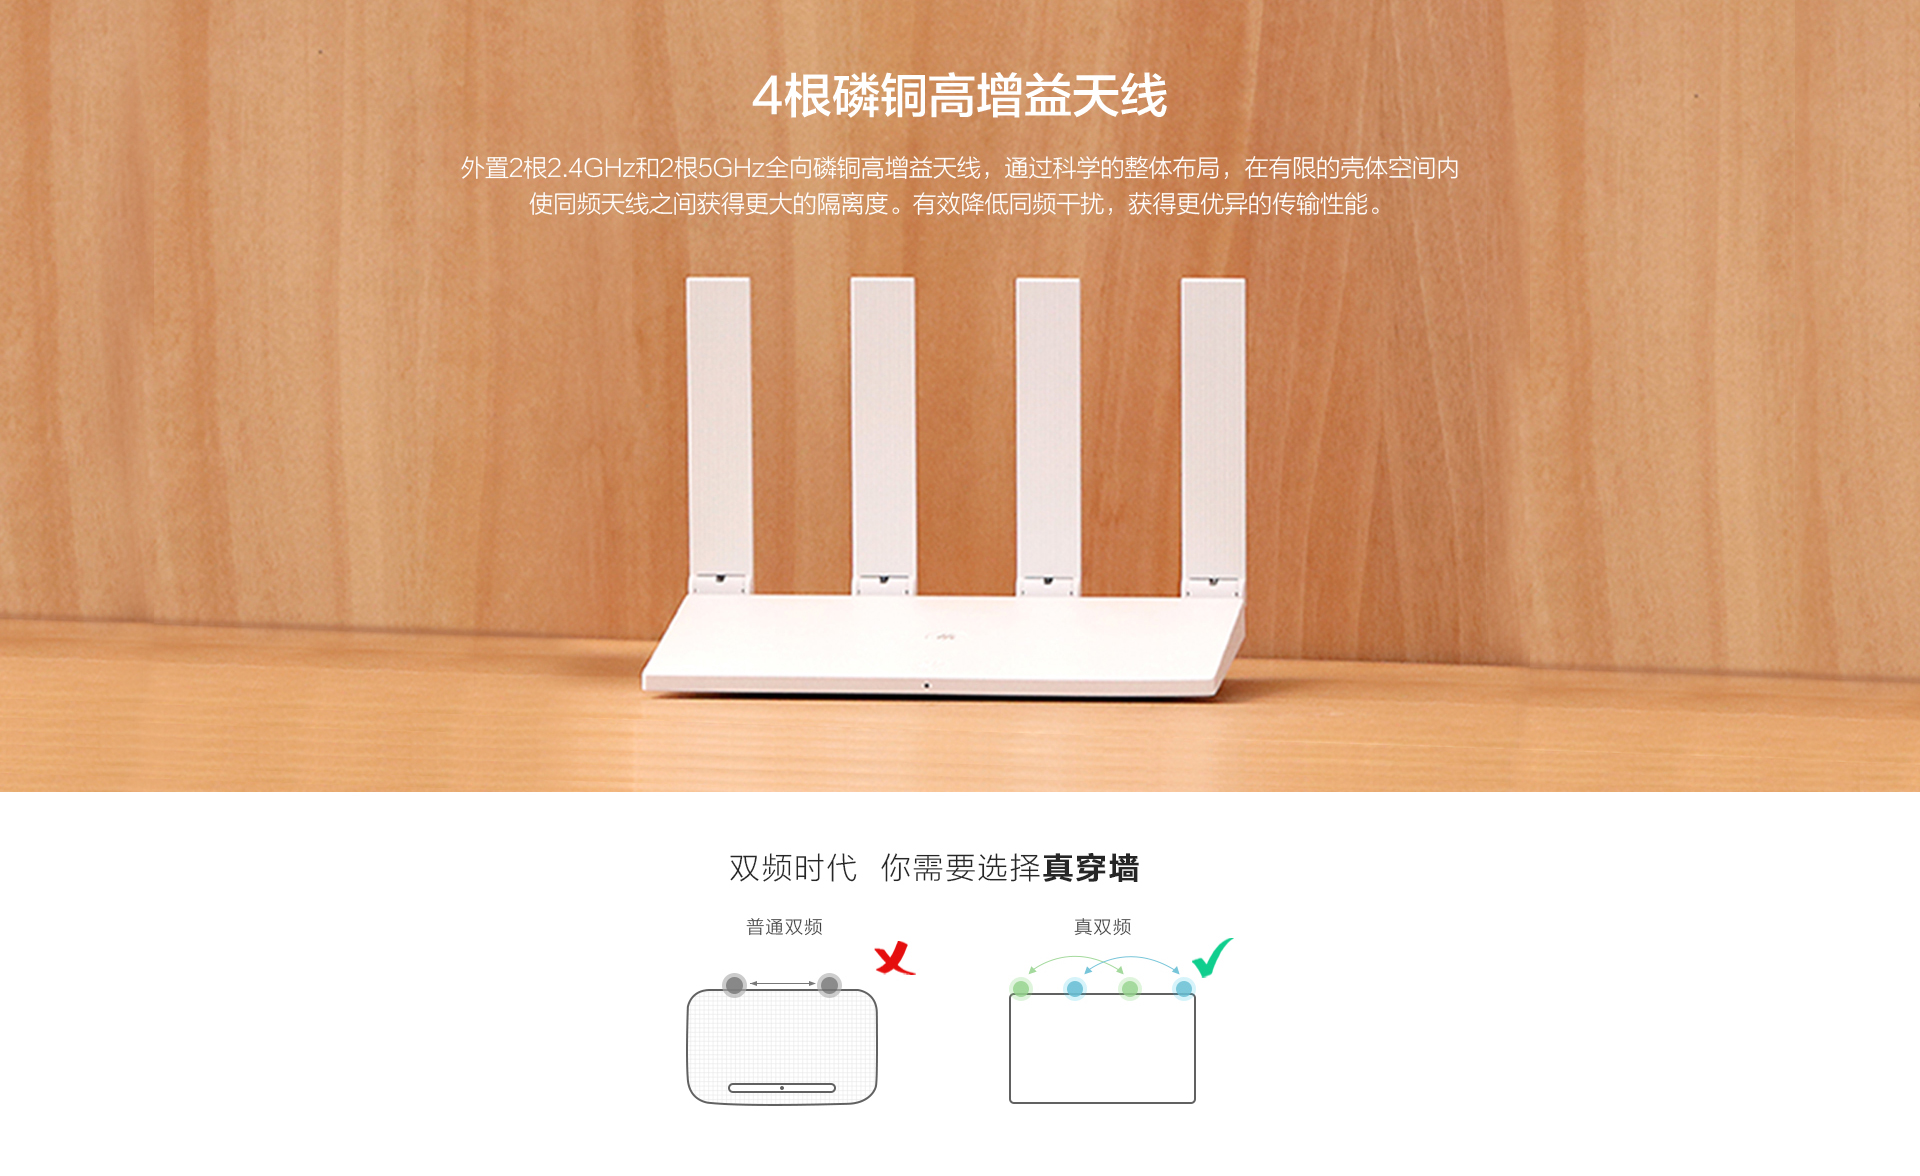 4根磷铜高增益天线
外置2根2.4GHz和2根5GHz全向磷铜高增益天线，通过科学的整体布局，在有限的壳体空间内
使同频天线之间获得更大的隔离度。有效降低同频干扰，获得更优异的传输性能。
双频时代 你需要选择真穿墙
普通双频
真双频